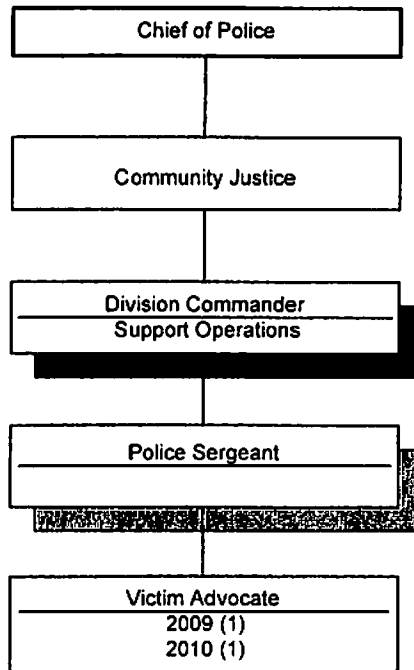 Chief of Police
Community Justice
Division Commander
Support Operations
Police Sergeant
Victim Advocate
2009 (1)
2010 (1)